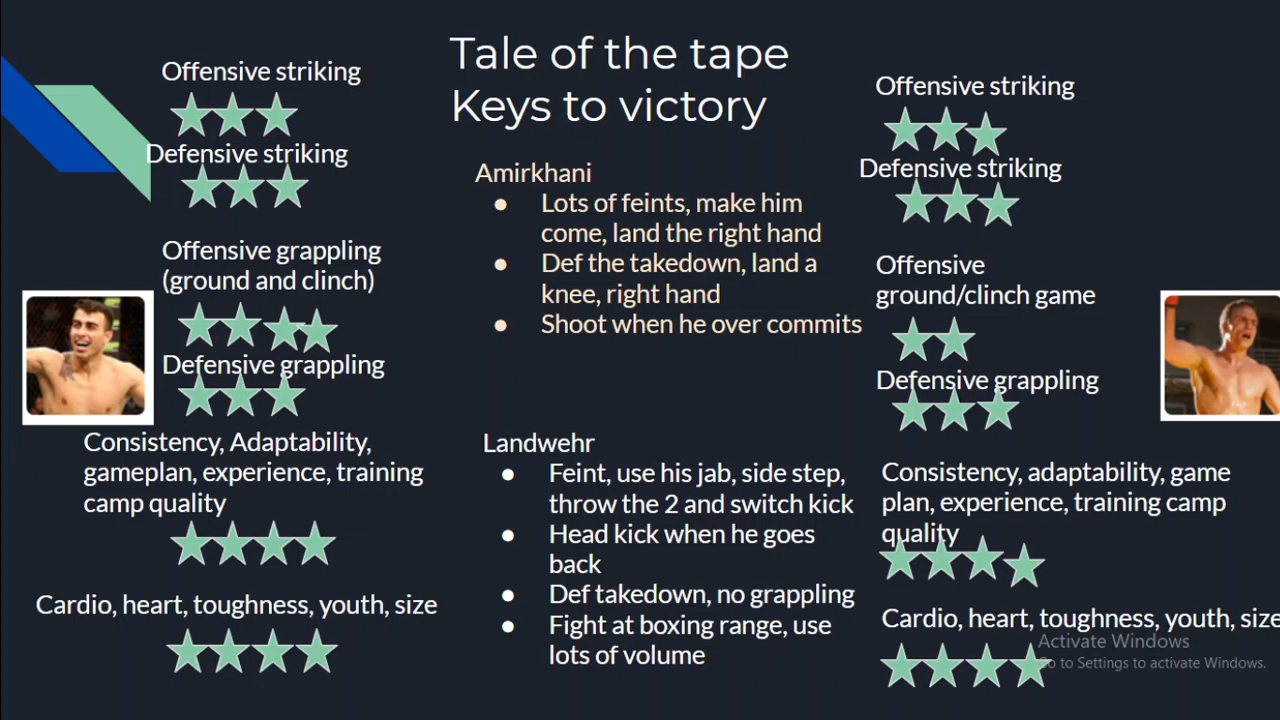 Tale of the tape
Keys to victory
Offensive striking
Defensive striking
Offensive grappling
(ground and clinch)
Defensive grappling
Consistency, Adaptability,
gameplan, experience, training
camp quality
Cardio, heart, toughness, youth, size
Amirkhani
● Lots of feints, make him
come, land the right hand
● Def the takedown, land a
knee, right hand
● Shoot when he over commits
Landwehr
● Feint, use his jab, side step,
throw the 2 and switch kick
● Head kick when he goes
back
● Def takedown, no grappling
● Fight at boxing range, use
lots of volume
Offensive striking
Defensive striking
Offensive
ground/clinch game
Defensive grappling
Consistency, adaptability, game
plan, experience, training camp
quality
Cardio, heart, toughness, youth, size
Activate Windows
Go to Settings to activate Windows.